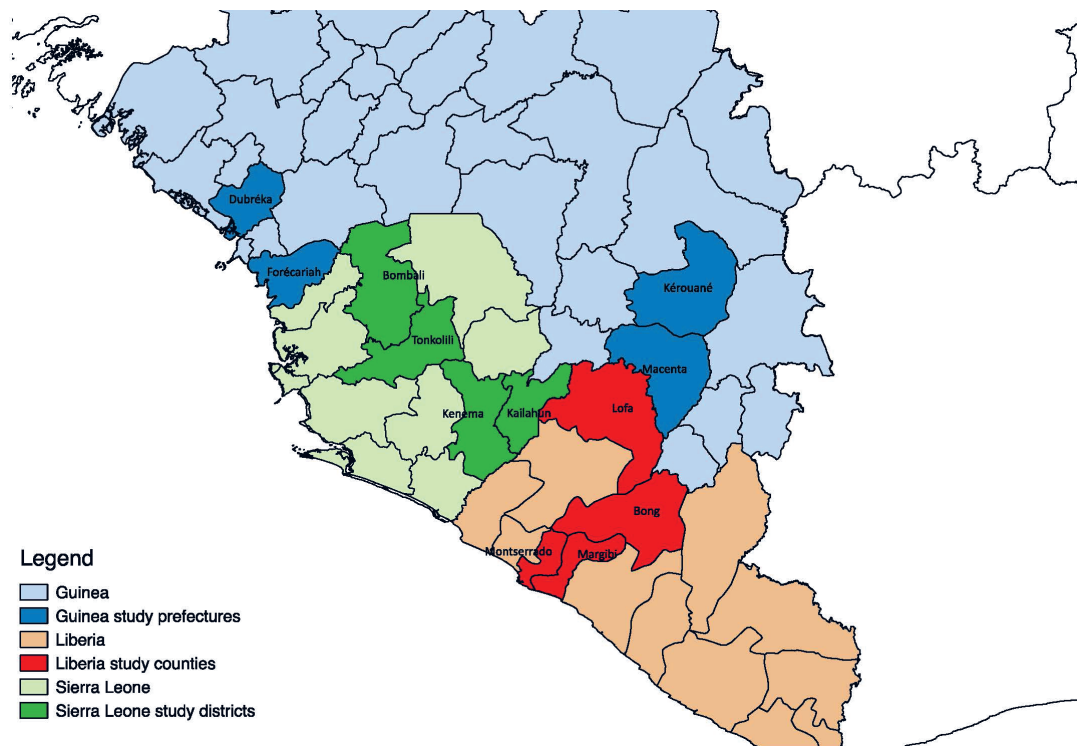 Dubréka
Forécariah
Bombali
Kérouané
Tonkolili
Macenta
Kenema
Kailahun
Lofa
Bong
Montserrado
Margibi
Legend
Guinea
Guinea study prefectures
Liberia
Liberia study counties
Sierra Leone
Sierra Leone study districts